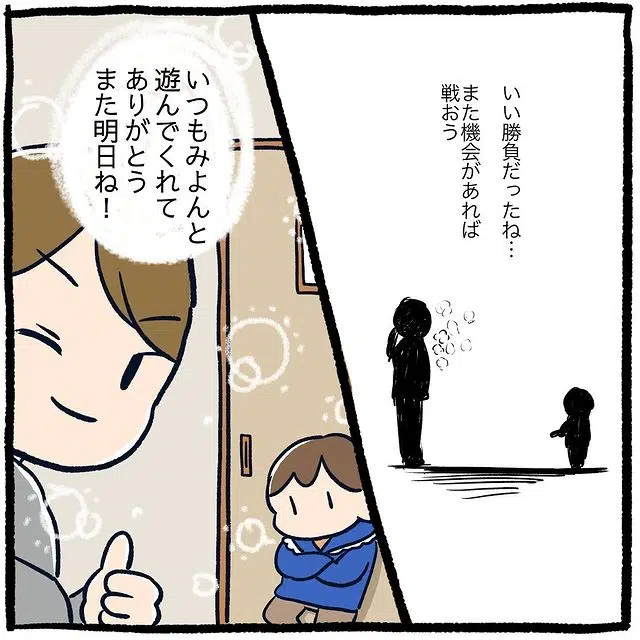 いい勝負だったね…
また機会があれば
戦おう
いつもみよんと
遊んでくれて
ありがとう
また明日ね！